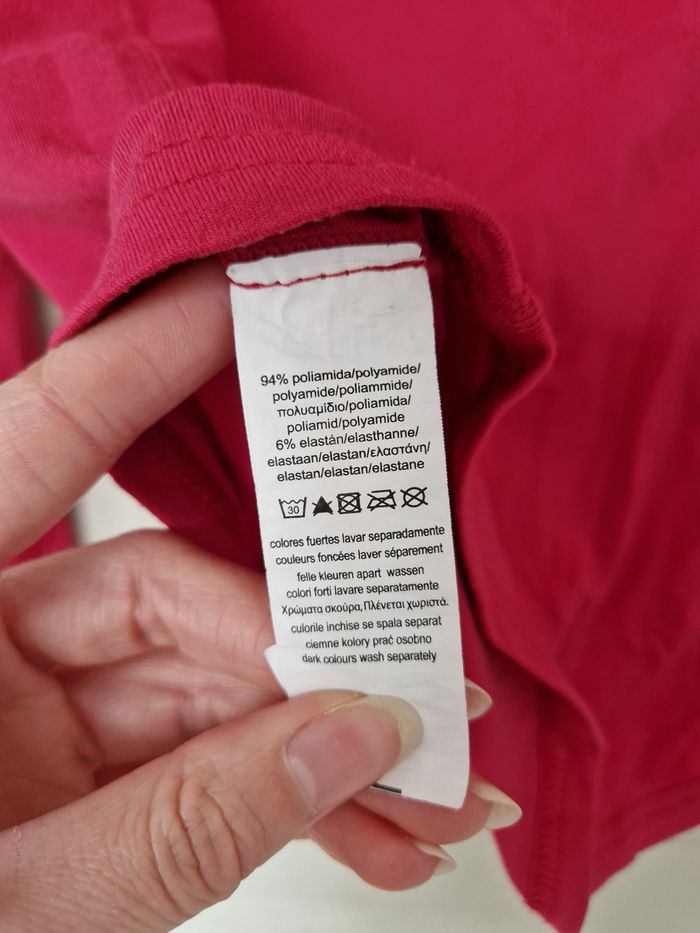 94% poliamida/polyamide/
polyamide/poliammide/
πολυαμίδιο/poliamida/
poliamid/polyamide
6% elastán/elasthanne/
elastaan/elastan/ελαστάνη/
elastan/elastan/elastane
30
colores fuertes lavar separadamente
couleurs foncées laver séparément
felle kleuren apart wassen
colori forti lavare separatamente
Χρώματα σκούρα,Πλένεται χωριστά.
culorile inchise se spala separat
ciemne kolory prać osobno
dark colours wash separately